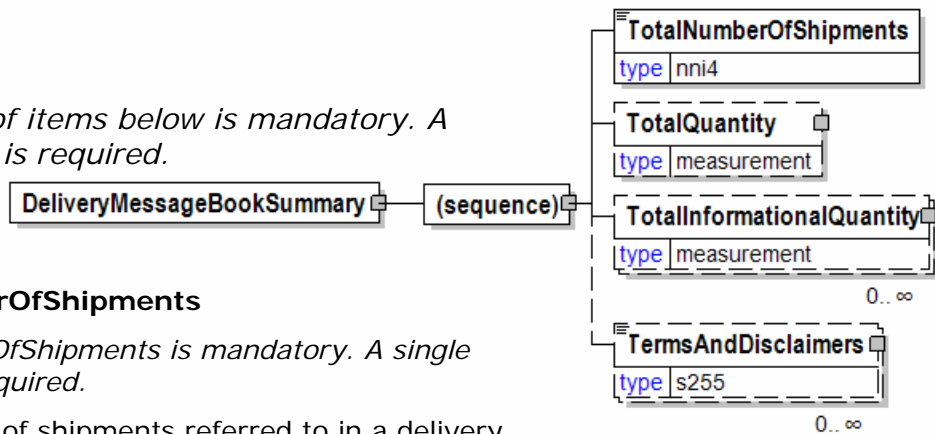 TotalNumberOfShipments
type nni4
of items below is mandatory. A
is required.
TotalQuantity
type measurement
DeliveryMessageBookSummary
(sequence)
TotalInformationalQuantity
type measurement
0.. ∞
rOfShipments
OfShipments is mandatory. A single
quired.
TermsAndDisclaimers
type s255
0.. ∞
of shipments referred to in a delivery